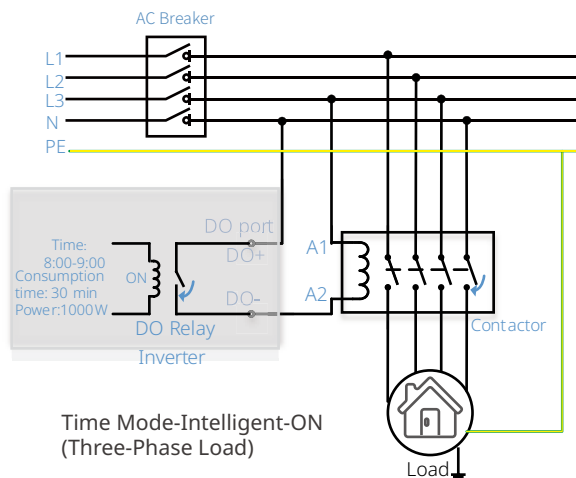 AC Breaker
L1
L2
L3
N
PE
DO port
Time:
8:00-9:00
Consumption
time: 30 min
Power:1000W
ON
DO+
DO-
DO Relay
Inverter
A1
A2
Contactor
Time Mode-Intelligent-ON
(Three-Phase Load)
Load